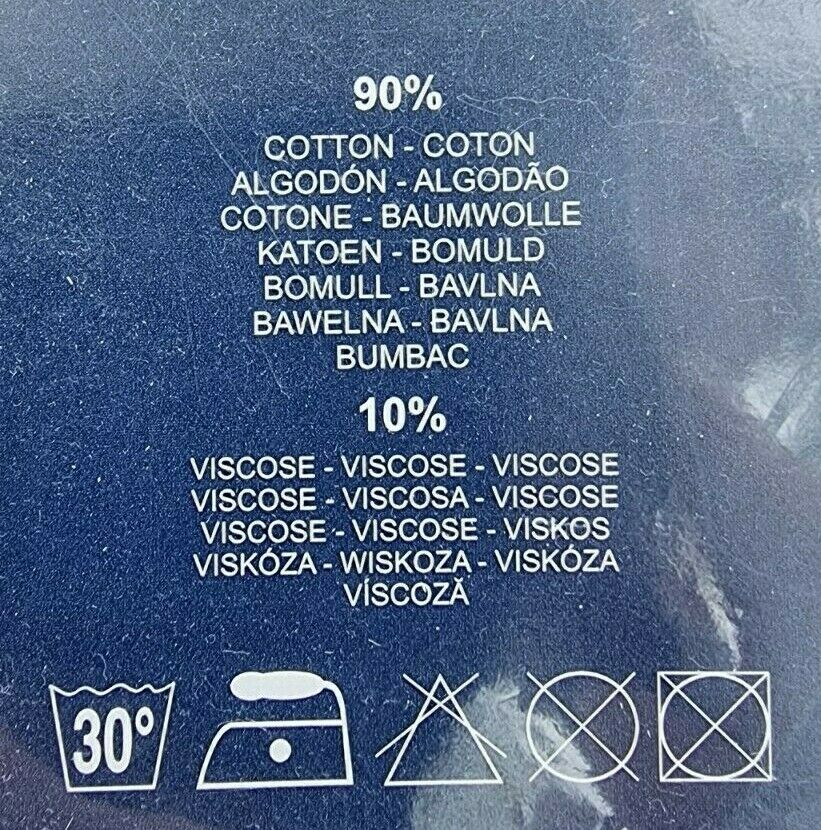 90%
COTTON - COTON
ALGODÓN - ALGODÃO
COTONE - BAUMWOLLE
KATOEN - BOMULD
BOMULL - BAVLNA
BAWELNA - BAVLNA
BUMBAC
10%
VISCOSE - VISCOSE - VISCOSE
VISCOSE - VISCOSA - VISCOSE
VISCOSE - VISCOSE - VISKOS
VISKÓZA - WISKOZA - VISKÓZA
VÍSCOZĂ
30°